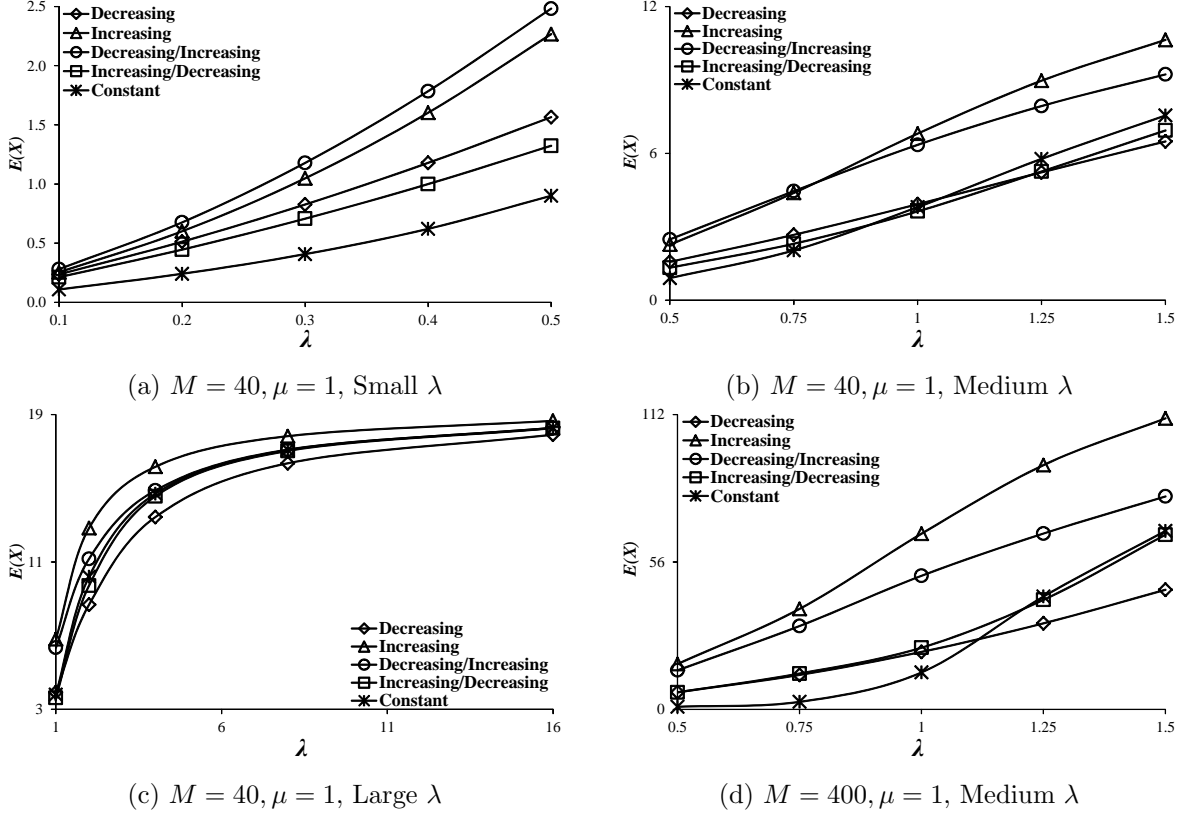 2.5
2.0
1.5
1.0
0.5
0.0
E(X)
Decreasing
Increasing
Decreasing/Increasing
Increasing/Decreasing
Constant
0.1 0.2 0.3 0.4 0.5
λ
(a) M = 40, μ = 1, Small λ
12
6
0
E(X)
Decreasing
Increasing
Decreasing/Increasing
Increasing/Decreasing
Constant
0.5 0.75 1 1.25 1.5
λ
(b) M = 40, μ = 1, Medium λ
19
11
3
E(X)
Decreasing
Increasing
Decreasing/Increasing
Increasing/Decreasing
Constant
1 6 11 16
λ
(c) M = 40, μ = 1, Large λ
112
56
0
E(X)
Decreasing
Increasing
Decreasing/Increasing
Increasing/Decreasing
Constant
0.5 0.75 1 1.25 1.5
λ
(d) M = 400, μ = 1, Medium λ